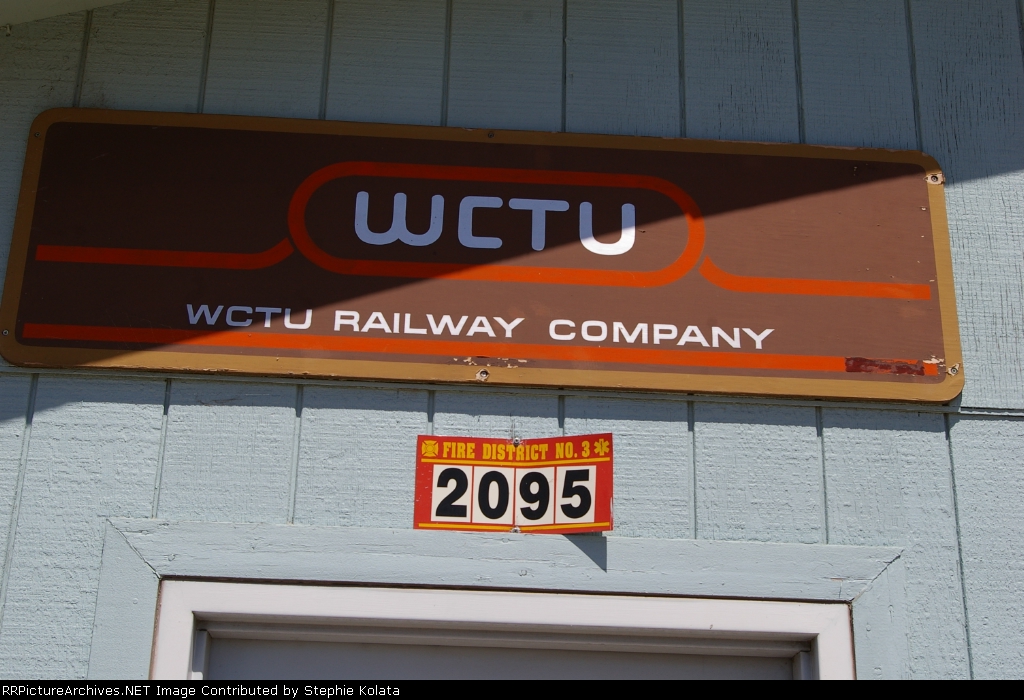 WCTU
WCTU RAILWAY COMPANY
FIRE DISTRICT NO. 3
2095
RRPictureArchives.NET Image Contributed by Stephie Kolata